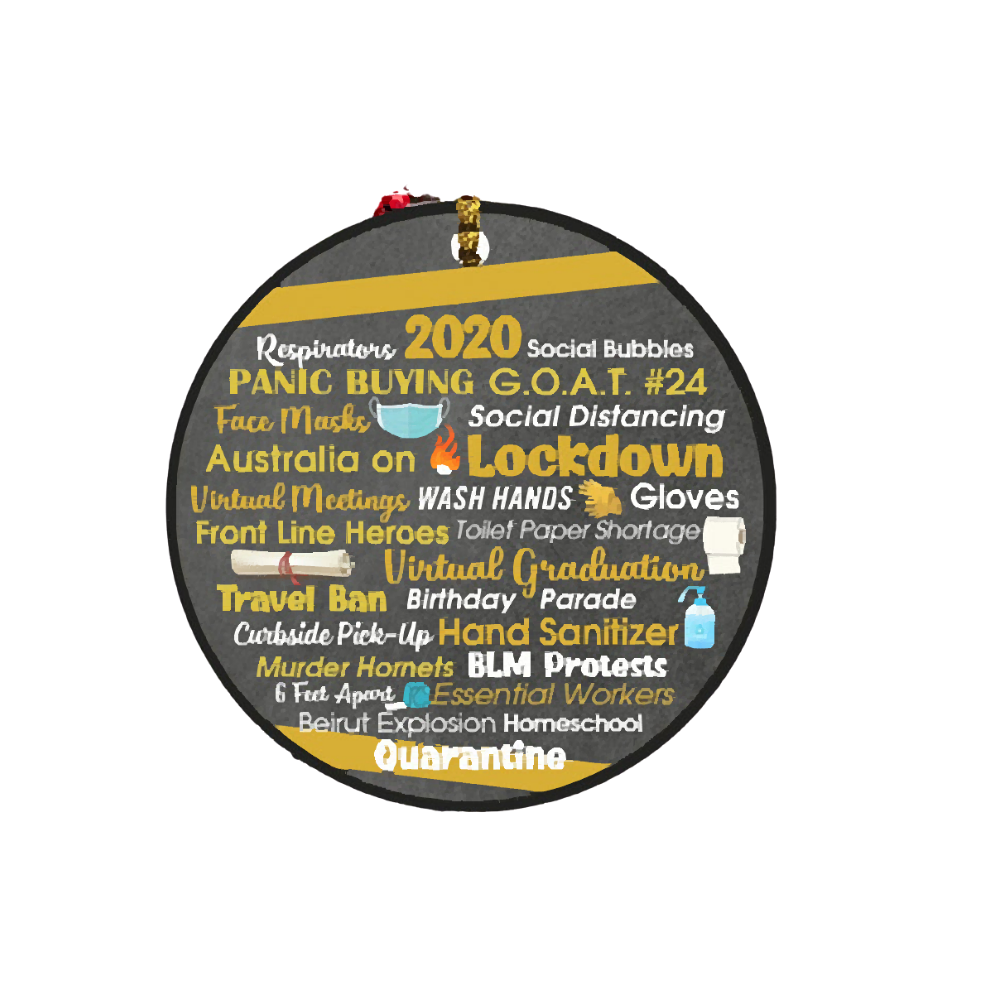 Respirators 2020 Social Bubbles
PANIC BUYING G.O.A.T. #24
Face Masks Social Distancing
Australia on Lockdown
Virtual Meetings WASH HANDS Gloves
Front Line Heroes Toilet Paper Shortage
Virtual Graduation
Travel Ban Birthday Parade
Curbside Pick-Up Hand Sanitizer
Murder Hornets BLM Protests
6 Feet Apart Essential Workers
Beirut Explosion Homeschool
Quarantine